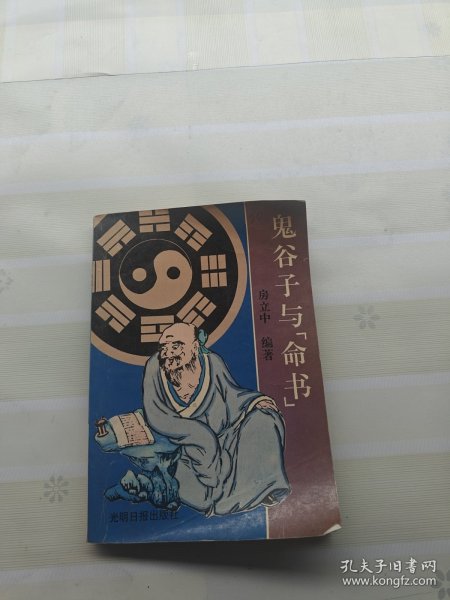 鬼谷子与「命书」
房立中 编著
光明日报出版社
孔夫子旧书网
www.kongfz.com